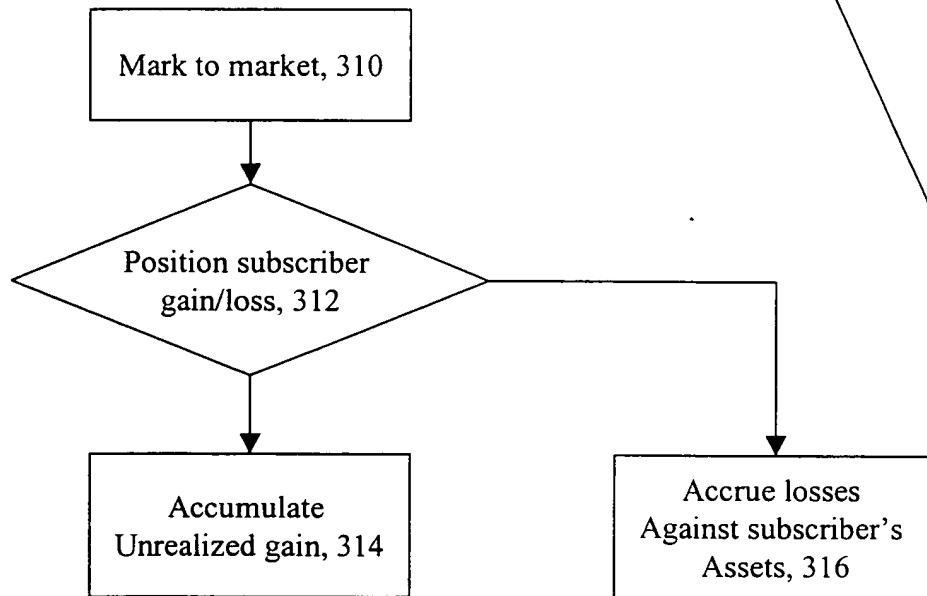 Mark to market, 310
Position subscriber
gain/loss, 312
Accumulate
Unrealized gain, 314
Accrue losses
Against subscriber's
Assets, 316